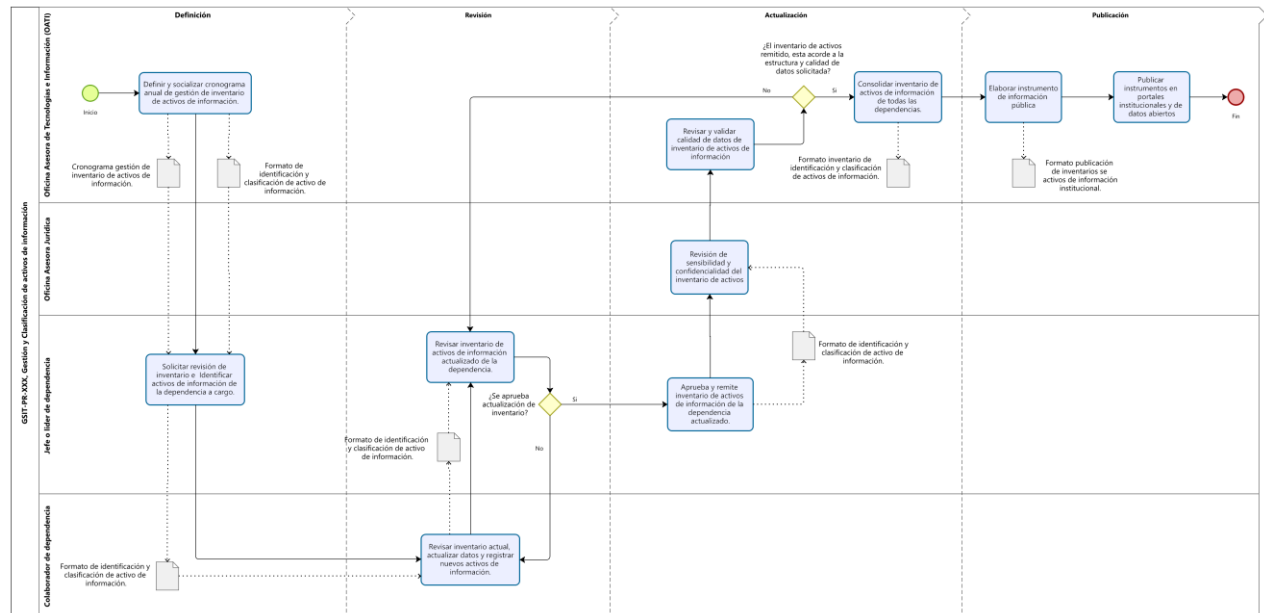 GSIT-PR-XXX, Gestión y Clasificación de activos de información
Definición
Revisión
Actualización
Publicación
Oficina Asesora de Tecnologías e Información (OATI)
Inicio
Definir y socializar cronograma
anual de gestión de inventario
de activos de información.
Cronograma gestión de
inventario de activos de
información.
Formato de
identificación y
clasificación de activo de
información.
¿El inventario de activos
remitido, esta acorde a la
estructura y calidad de
datos solicitada?
No
Si
Revisar y validar
calidad de datos de
inventario de activos de
información
Consolidar inventario de
activos de información
de todas las
dependencias.
Formato inventario de
identificación y clasificación
de activos de información.
Elaborar instrumento
de información
pública
Formato publicación
de inventarios se
activos de información
institucional.
Publicar
instrumentos en
portales
institucionales y de
datos abiertos
Fin
Oficina Asesora Jurídica
Revisión de
sensibilidad y
confidencialidad del
inventario de activos
Jefe o líder de dependencia
Solicitar revisión de
inventario e Identificar
activos de información de
la dependencia a cargo.
Revisar inventario de
activos de información
actualizado de la
dependencia.
¿Se aprueba
actualización de
inventario?
Si
No
Formato de identificación
y clasificación de activo
de información.
Aprueba y remite
inventario de activos
de información de la
dependencia
actualizado.
Formato de identificación y
clasificación de activo de
información.
Colaborador de dependencia
Formato de identificación y
clasificación de activo de
información.
Revisar inventario actual,
actualizar datos y registrar
nuevos activos de
información.